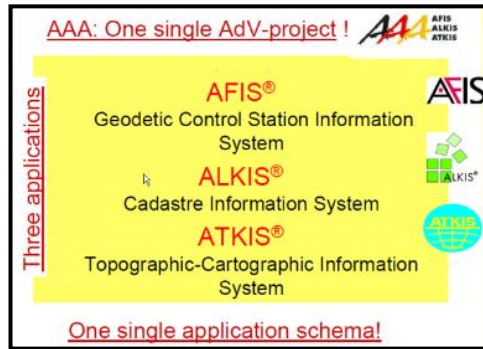 AAA: One single AdV-project !
AAA AFIS
ALKIS
ATKIS
Three applications
AFIS®
Geodetic Control Station Information
System
ALKIS®
Cadastre Information System
ATKIS®
Topographic-Cartographic Information
System
AFIS
ALKIS®
ATKIS
One single application schema!